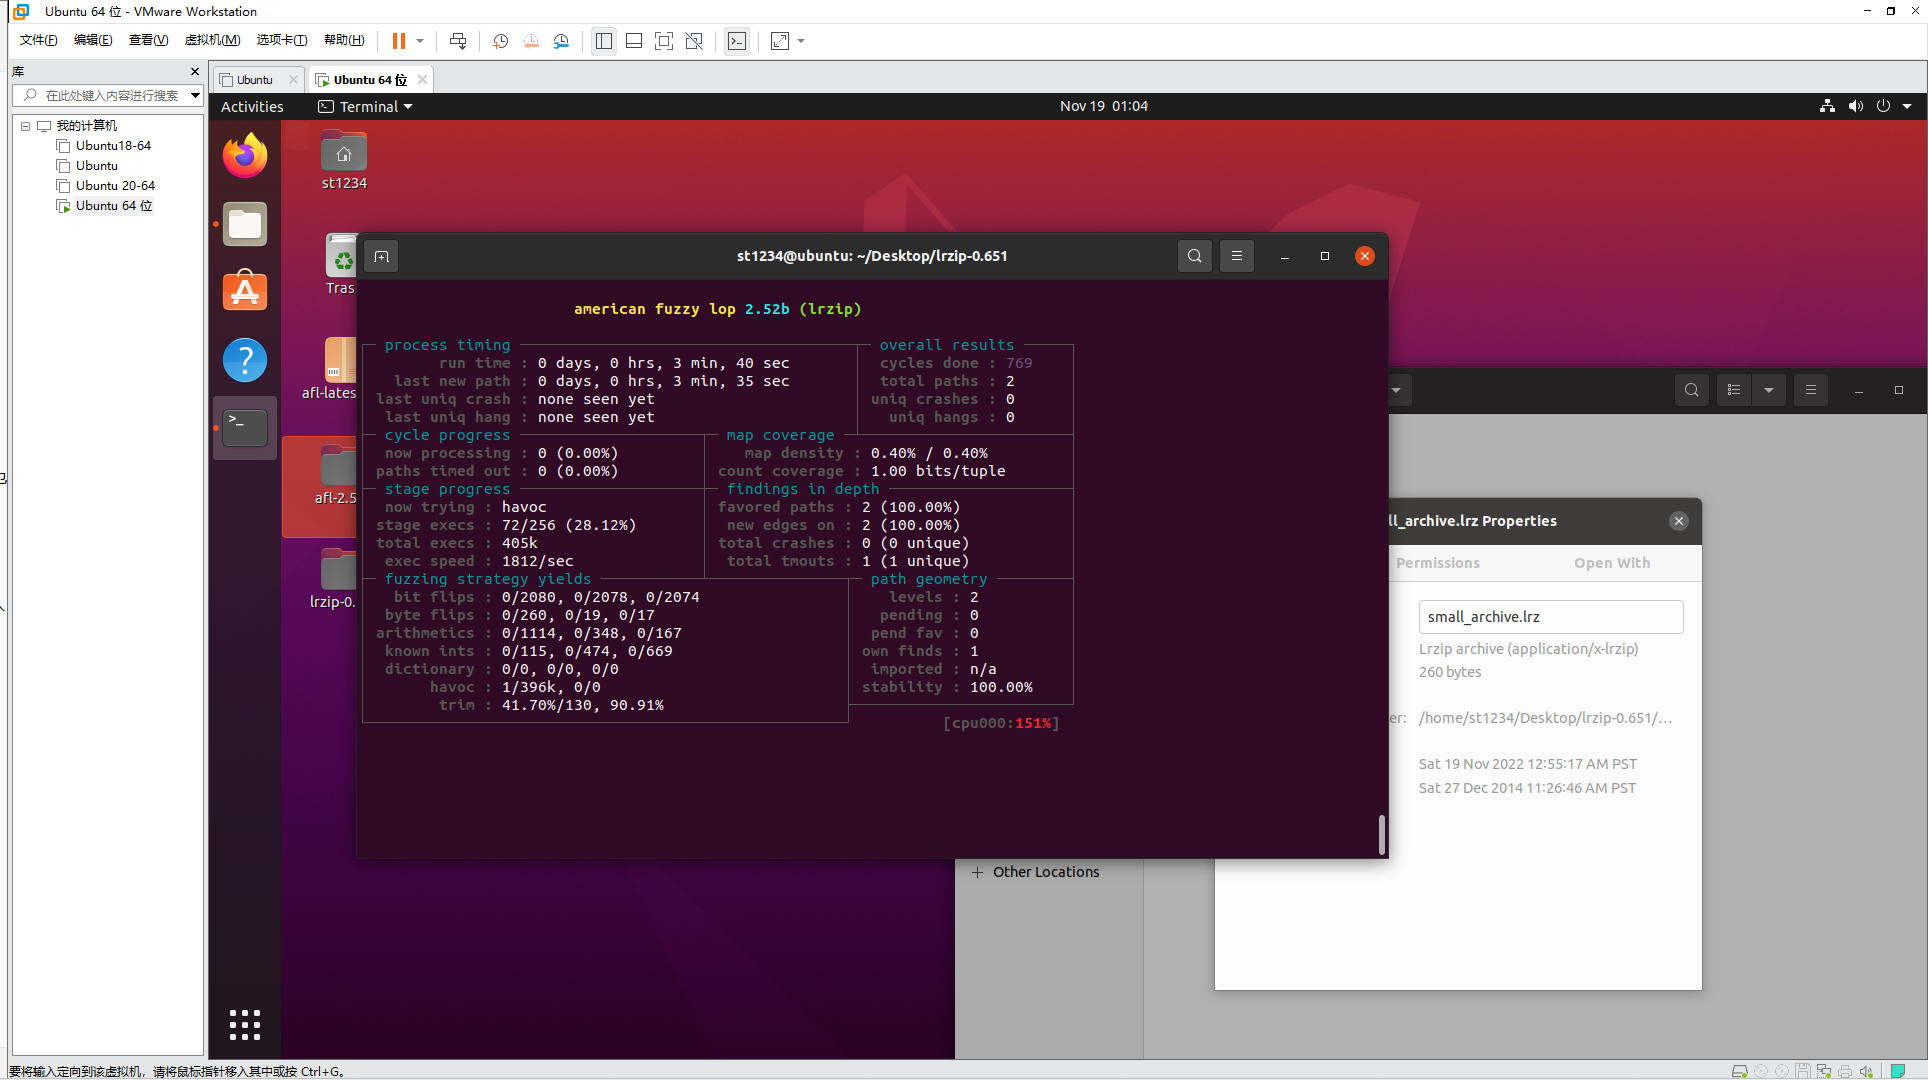 Ubuntu 64 位 - VMware Workstation
文件(F) 编辑(E) 查看(V) 虚拟机(M) 选项卡(T) 帮助(H)
库
在此处键入内容进行搜索
我的计算机
Ubuntu18-64
Ubuntu
Ubuntu 20-64
Ubuntu 64 位
Ubuntu
Ubuntu 64 位
Activities
Terminal
Nov 19 01:04
st1234
Tras
afl-lates
afl-2.5
lrzip-0.
st1234@ubuntu: ~/Desktop/lrzip-0.651
american fuzzy lop 2.52b (lrzip)
process timing overall results
run time : 0 days, 0 hrs, 3 min, 40 sec cycles done : 769
last new path : 0 days, 0 hrs, 3 min, 35 sec total paths : 2
last uniq crash : none seen yet uniq crashes : 0
last uniq hang : none seen yet uniq hangs : 0
cycle progress map coverage
now processing : 0 (0.00%) map density : 0.40% / 0.40%
paths timed out : 0 (0.00%) count coverage : 1.00 bits/tuple
stage progress findings in depth
now trying : havoc favored paths : 2 (100.00%)
stage execs : 72/256 (28.12%) new edges on : 2 (100.00%)
total execs : 405k total crashes : 0 (0 unique)
exec speed : 1812/sec total tmouts : 1 (1 unique)
fuzzing strategy yields path geometry
bit flips : 0/2080, 0/2078, 0/2074 levels : 2
byte flips : 0/260, 0/19, 0/17 pending : 0
arithmetics : 0/1114, 0/348, 0/167 pend fav : 0
known ints : 0/115, 0/474, 0/669 own finds : 1
dictionary : 0/0, 0/0, 0/0 imported : n/a
havoc : 1/396k, 0/0 stability : 100.00%
trim : 41.70%/130, 90.91%
[cpu000:151%]
ll_archive.lrz Properties
Permissions Open With
small_archive.lrz
Lrzip archive (application/x-lrzip)
260 bytes
er: /home/st1234/Desktop/lrzip-0.651/…
Sat 19 Nov 2022 12:55:17 AM PST
Sat 27 Dec 2014 11:26:46 AM PST
+ Other Locations
要将输入定向到该虚拟机，请将鼠标指针移入其中或按 Ctrl+G。